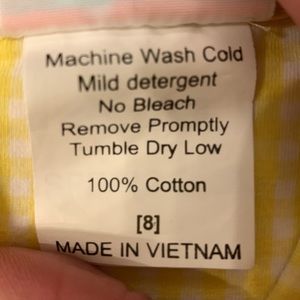 Machine Wash Cold
Mild detergent
No Bleach
Remove Promptly
Tumble Dry Low
100% Cotton
[8]
MADE IN VIETNAM